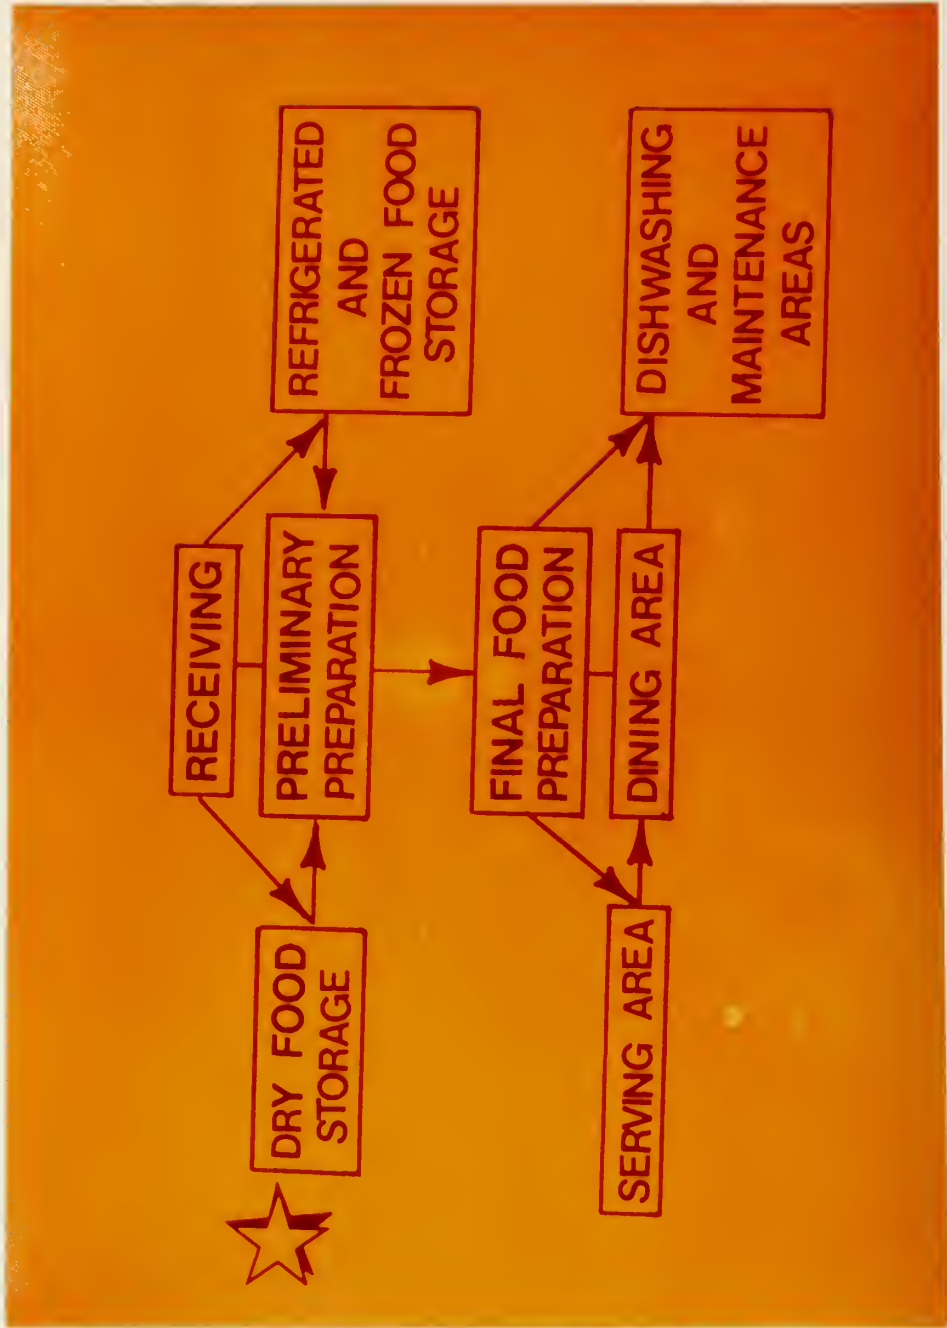 RECEIVING
DRY FOOD
STORAGE
PRELIMINARY
PREPARATION
REFRIGERATED
AND
FROZEN FOOD
STORAGE
FINAL FOOD
PREPARATION
SERVING AREA
DINING AREA
DISHWASHING
AND
MAINTENANCE
AREAS